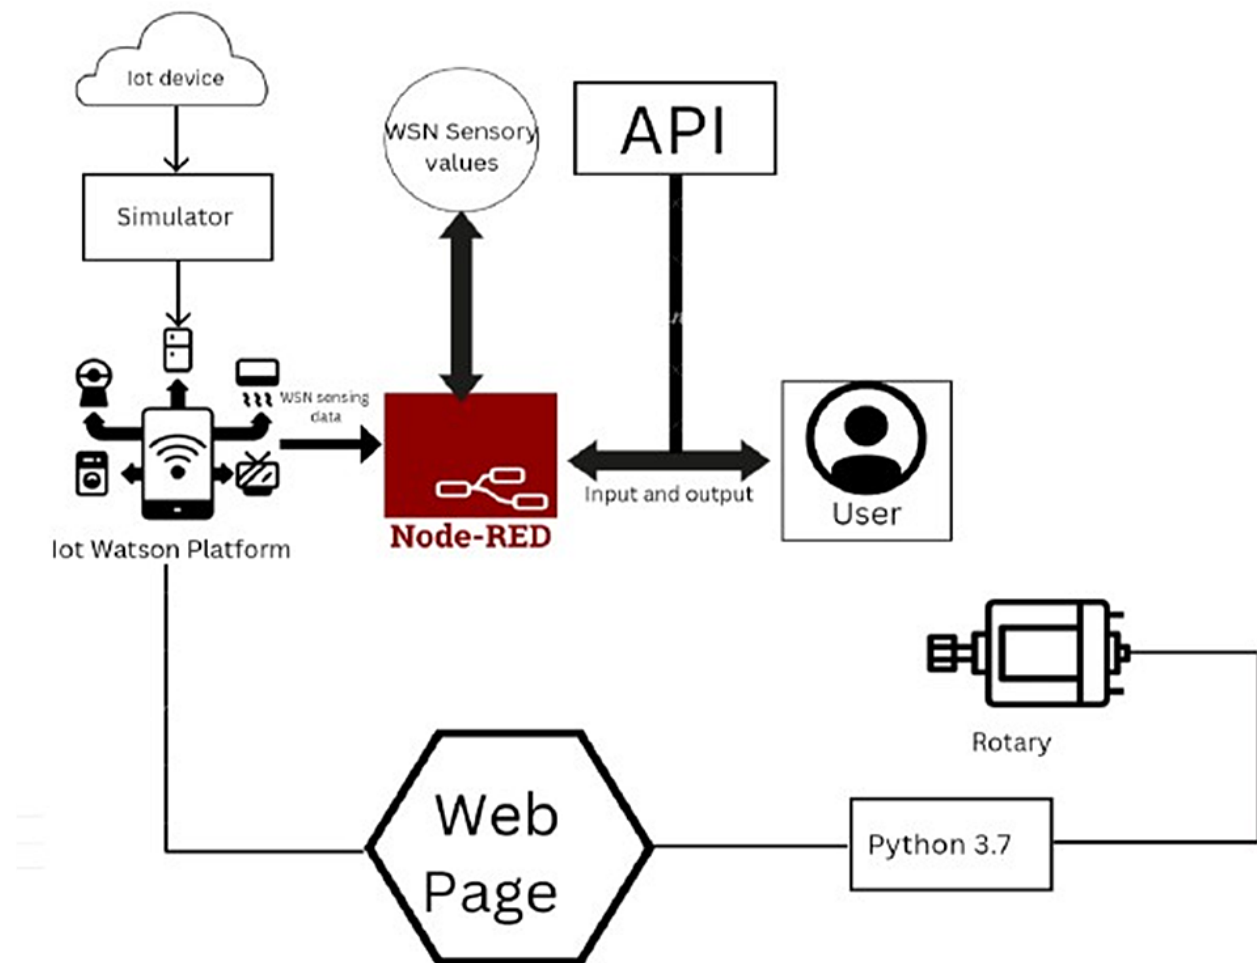 Iot device
Simulator
WSN Sensory
values
API
WSN sensing
data
Input and output
User
Node-RED
Iot Watson Platform
Rotary
Web
Page
Python 3.7